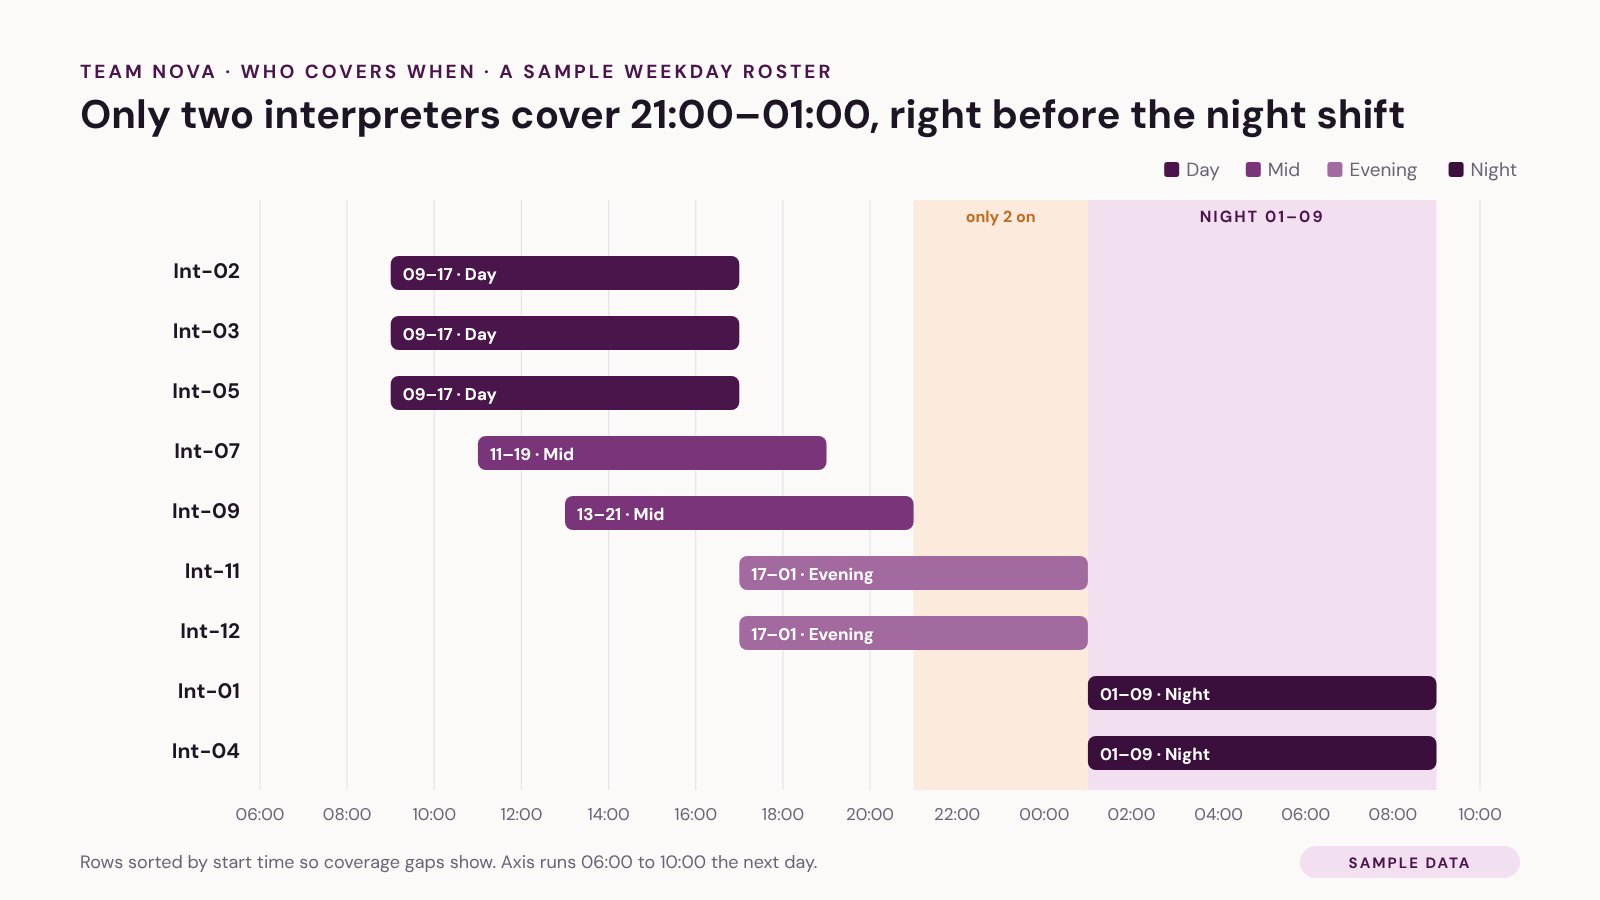 TEAM NOVA · WHO COVERS WHEN · A SAMPLE WEEKDAY ROSTER
Only two interpreters cover 21:00–01:00, right before the night shift
Day Mid Evening Night
only 2 on NIGHT 01–09
Int-02 09–17 · Day
Int-03 09–17 · Day
Int-05 09–17 · Day
Int-07 11–19 · Mid
Int-09 13–21 · Mid
Int-11 17–01 · Evening
Int-12 17–01 · Evening
Int-01 01–09 · Night
Int-04 01–09 · Night
06:00 08:00 10:00 12:00 14:00 16:00 18:00 20:00 22:00 00:00 02:00 04:00 06:00 08:00 10:00
Rows sorted by start time so coverage gaps show. Axis runs 06:00 to 10:00 the next day.
SAMPLE DATA